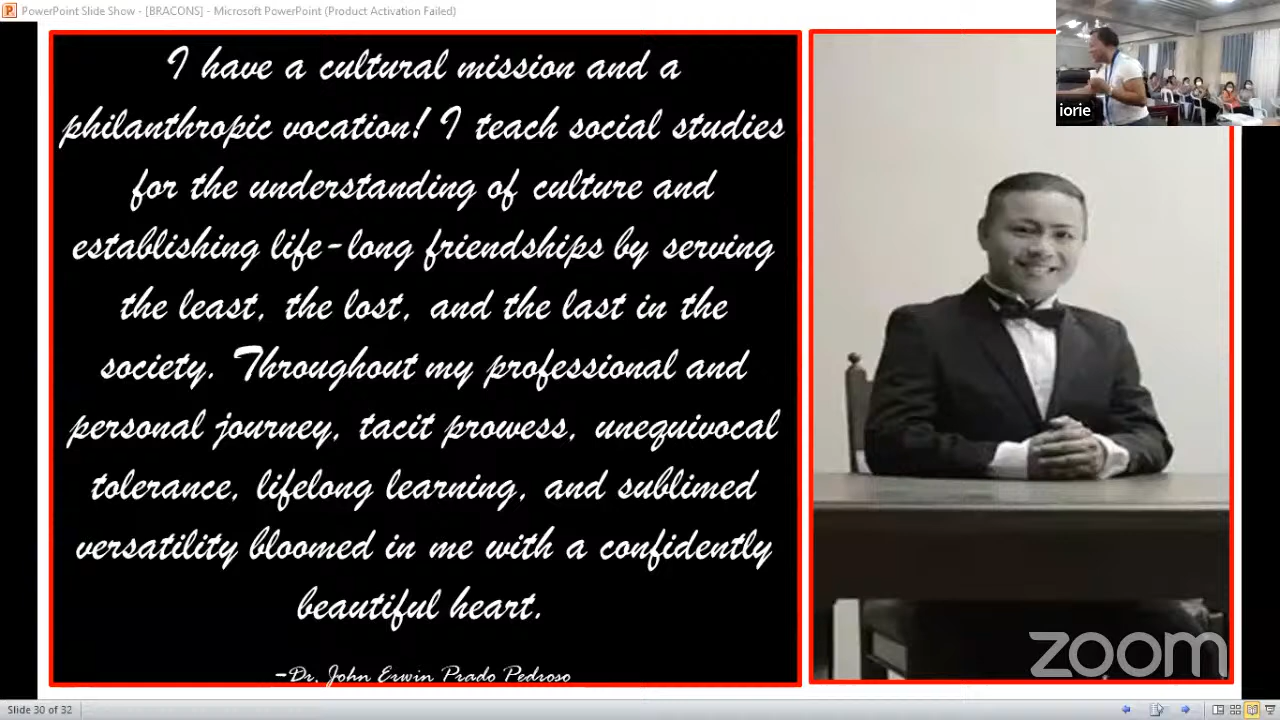 PowerPoint Slide Show - [BRACONS] - Microsoft PowerPoint (Product Activation Failed)
iorie
I have a cultural mission and a
philanthropic vocation! I teach social studies
for the understanding of culture and
establishing life-long friendships by serving
the least, the lost, and the last in the
society. Throughout my professional and
personal journey, tacit prowess, unequivocal
tolerance, lifelong learning, and sublimed
versatility bloomed in me with a confidently
beautiful heart.
-Dr. John Erwin Prado Pedroso
zoom
Slide 30 of 32